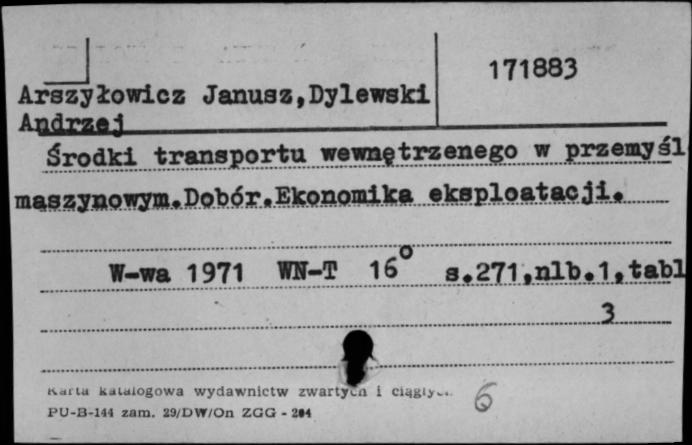 171883
Arszyłowicz Janusz,Dylewski
Andrzej
Środki transportu wewnętrzenego w przemyśl
maszynowym.Dobór.Ekonomika eksploatacji.
W-wa 1971 WN-T 16° s.271,nlb.1,tabl
3
Karta katalogowa wydawnictw zwartych i ciągłych.
PU-B-144 zam. 29/DW/On ZGG - 204
6